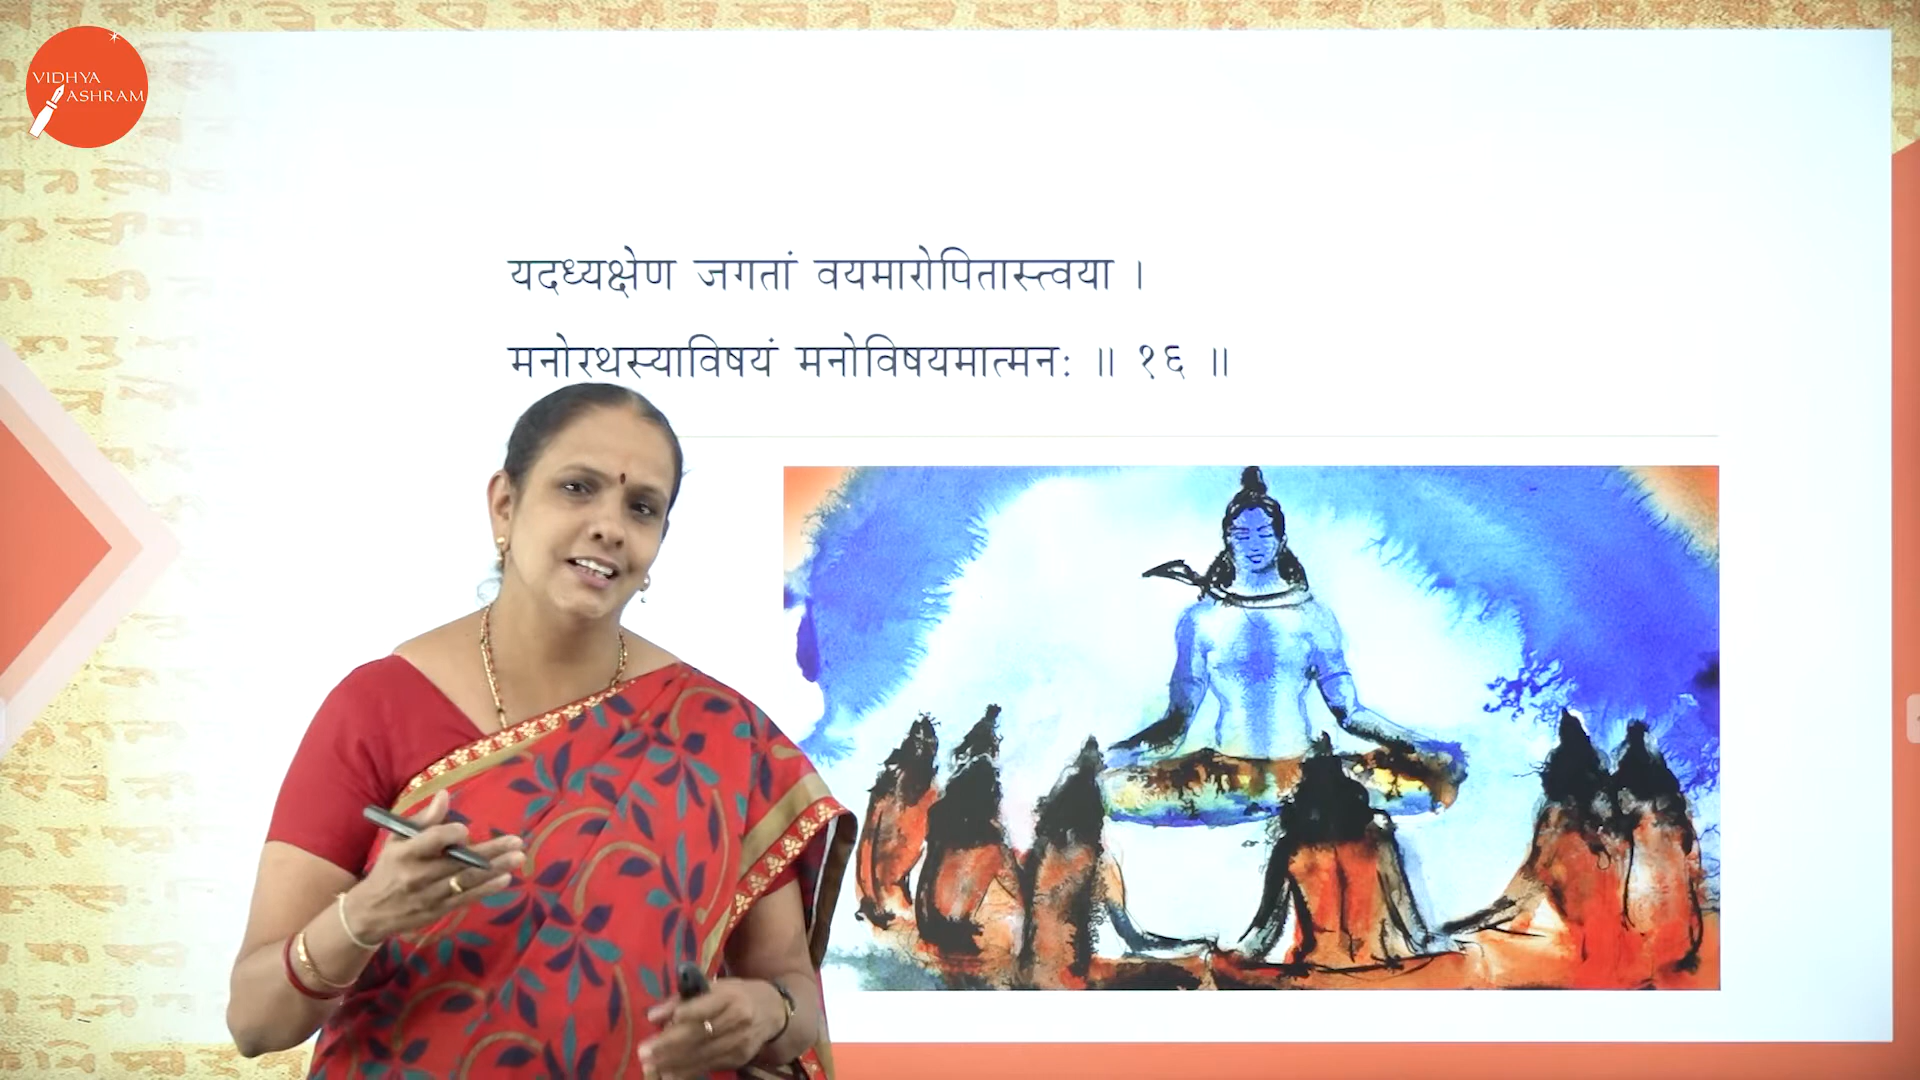 VIDHYA
ASHRAM
यदध्यक्षेण जगतां वयमारोपितास्त्वया ।
मनोरथस्याविषयं मनोविषयमात्मनः ॥ १६ ॥